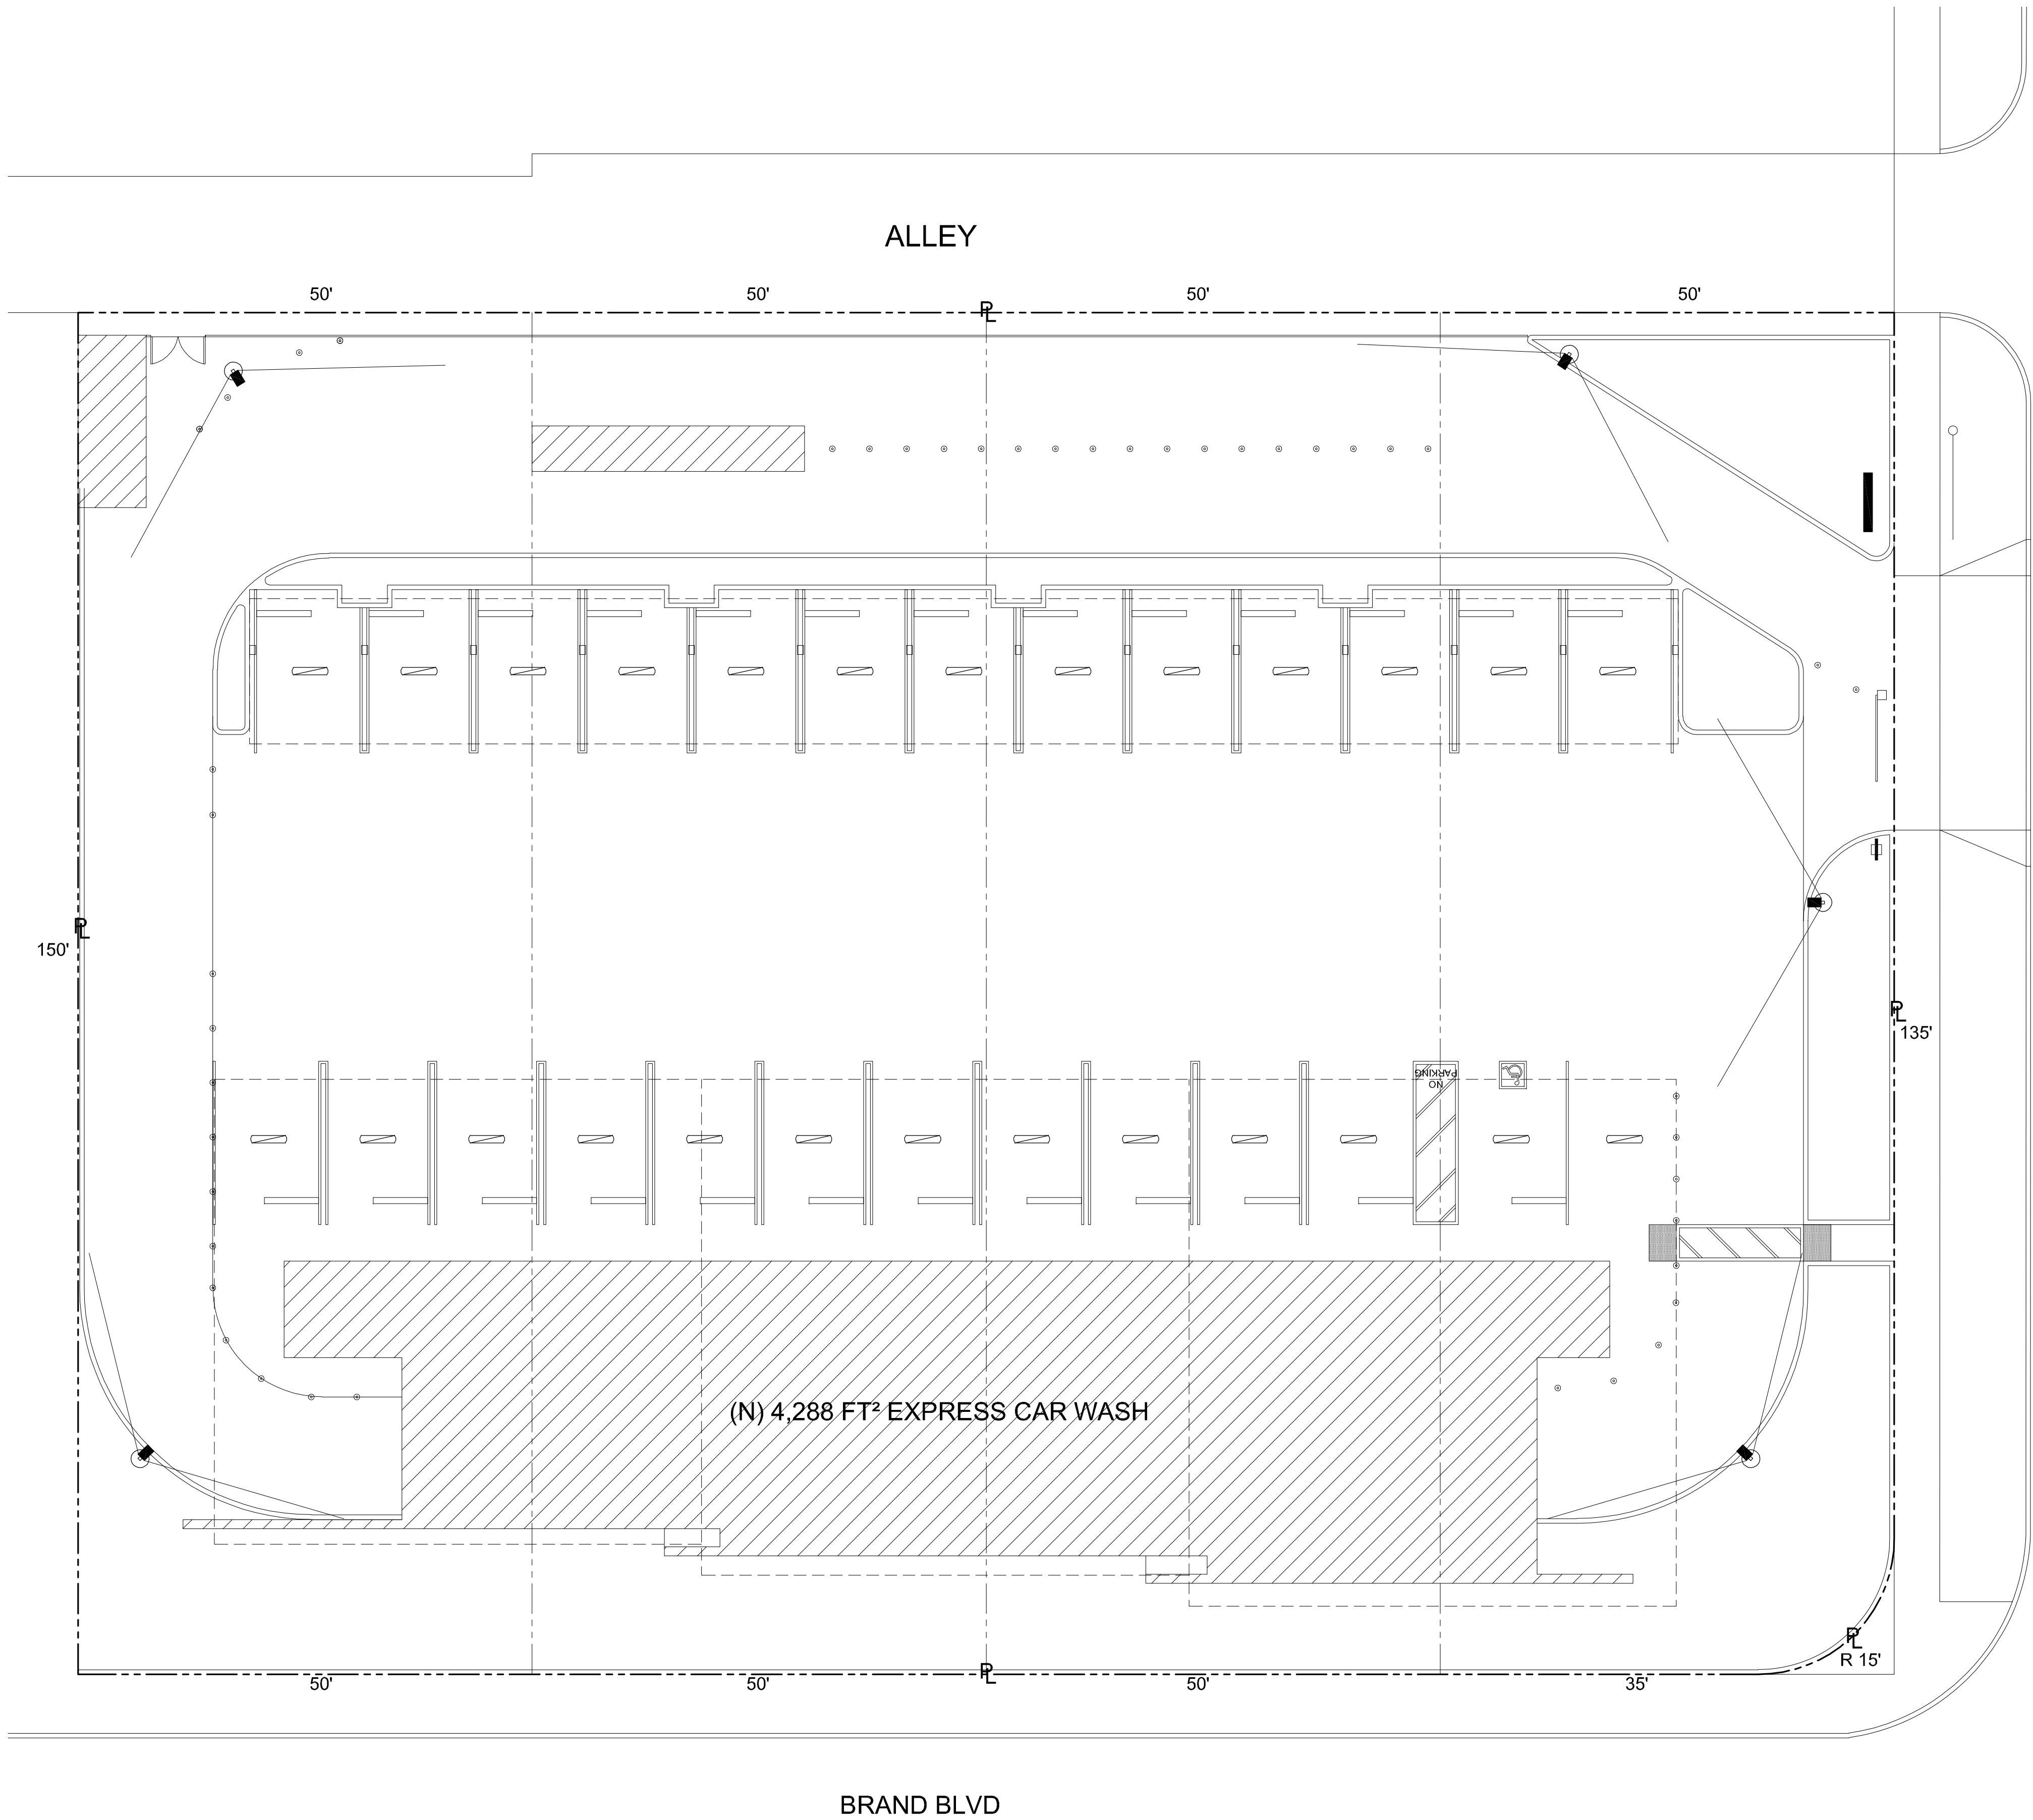 ALLEY
50'
50'
50'
50'
PL
PL
150'
PL
135'
NO
PARKING
(N) 4,288 FT² EXPRESS CAR WASH
PL
R 15'
PL
50'
50'
50'
35'
BRAND BLVD